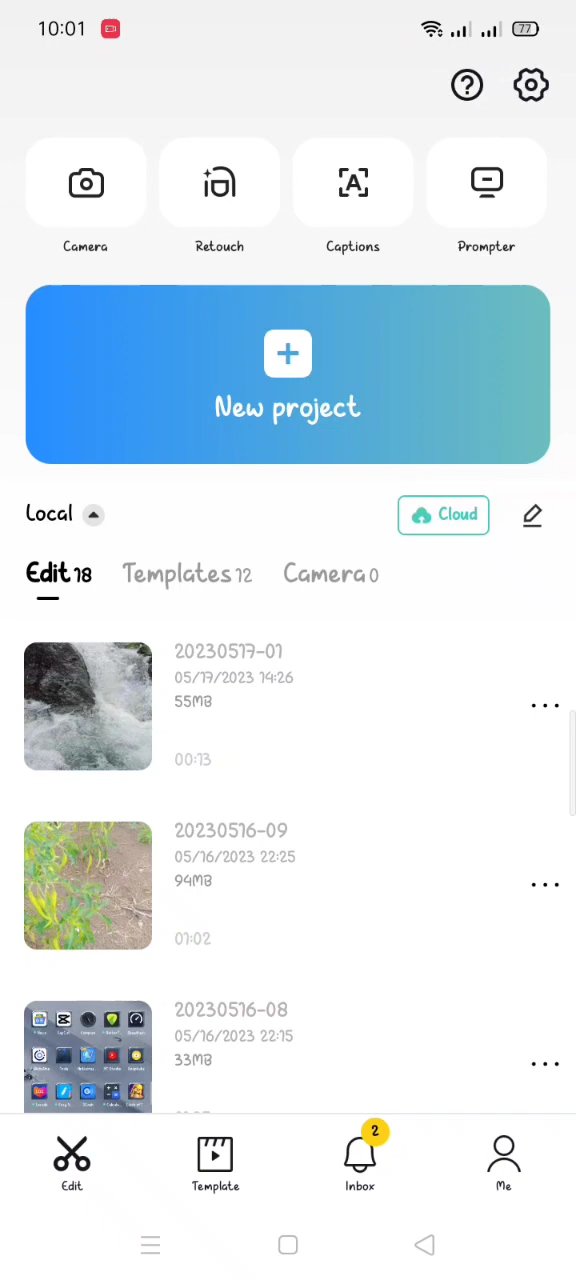 10:01
77
Camera
Retouch
Captions
Prompter
New project
Local
Cloud
Edit 18
Templates 12
Camera 0
20230517-01
05/17/2023 14:26
55MB
00:13
20230516-09
05/16/2023 22:25
94MB
01:02
20230516-08
05/16/2023 22:15
33MB
2
Edit
Template
Inbox
Me